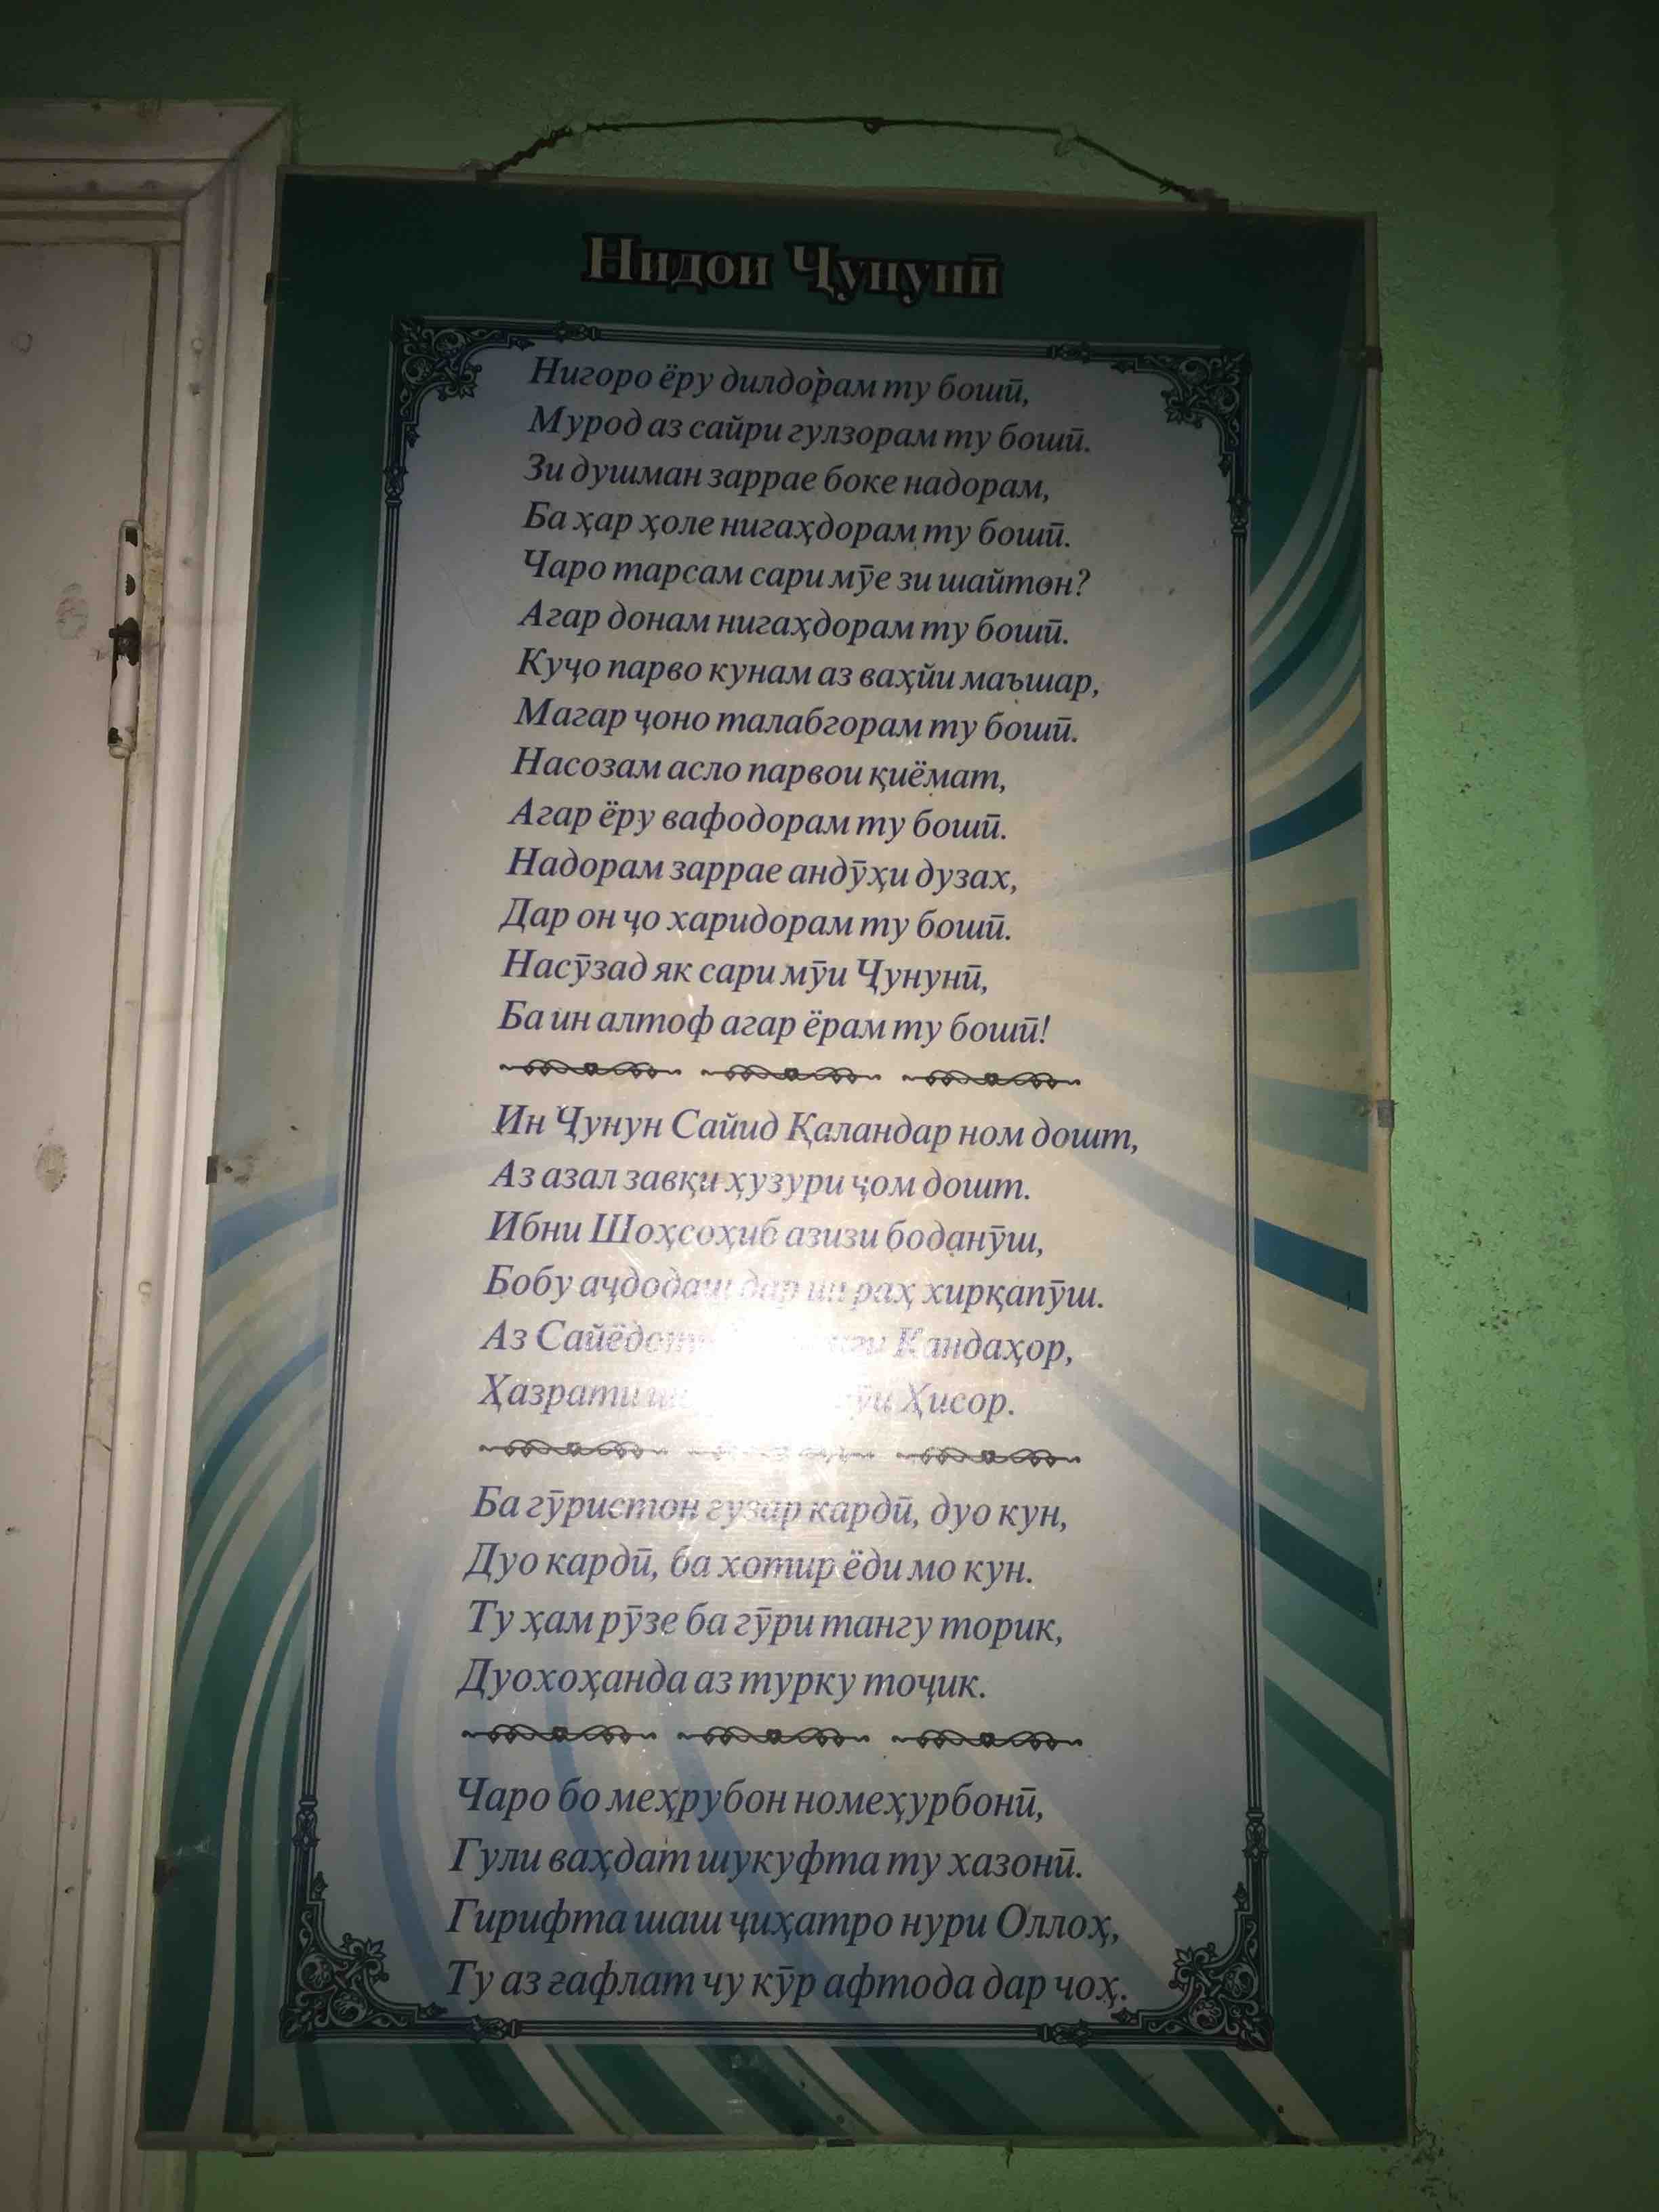 Нидои Ҷунунӣ
Нигоро ёру дилдорам ту бошӣ,
Мурод аз сайри гулзорам ту бошӣ.
Зи душман заррае боке надорам,
Ба ҳар ҳоле нигаҳдорам ту бошӣ.
Чаро тарсам сари мӯе зи шайтон?
Агар донам нигаҳдорам ту бошӣ.
Куҷо парво кунам аз ваҳйи маъшар,
Магар ҷоно талабгорам ту бошӣ.
Насозам асло парвои қиёмат,
Агар ёру вафодорам ту бошӣ.
Надорам заррае андӯҳи дузах,
Дар он ҷо харидорам ту бошӣ.
Насӯзад як сари мӯи Ҷунунӣ,
Ба ин алтоф агар ёрам ту бошӣ!
Ин Ҷунун Сайид Қаландар ном дошт,
Аз азал завқи ҳузури ҷом дошт.
Ибни Шоҳсоҳиб азизи боданӯш,
Бобу аҷдодаш дар ин раҳ хирқапӯш.
Аз Кандаҳор,
Ҳисор.
Ба гӯристон гузар кардӣ, дуо кун,
Дуо кардӣ, ба хотир ёди мо кун.
Ту ҳам рӯзе ба гӯри тангу торик,
Дуохоҳанда аз турку тоҷик.
Чаро бо меҳрубон номеҳурбонӣ,
Гули ваҳдат шукуфта ту хазонӣ.
Гирифта шаш ҷиҳатро нури Оллоҳ,
Ту аз ғафлат чу кӯр афтода дар чоҳ.